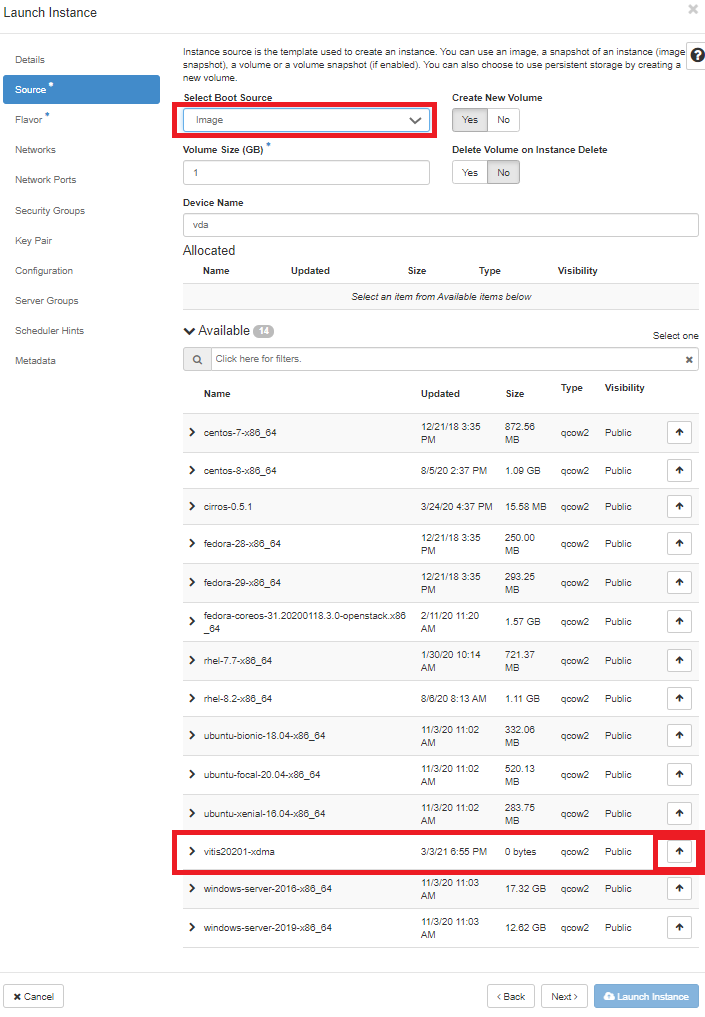 Launch Instance
×
Instance source is the template used to create an instance. You can use an image, a snapshot of an instance (image
snapshot), a volume or a volume snapshot (if enabled). You can also choose to use persistent storage by creating a
new volume.
?
Details
Source *
Flavor *
Networks
Network Ports
Security Groups
Key Pair
Configuration
Server Groups
Scheduler Hints
Metadata
Select Boot Source
Create New Volume
Image
Yes No
Volume Size (GB) *
Delete Volume on Instance Delete
1
Yes No
Device Name
vda
Allocated
Name Updated Size Type Visibility
Select an item from Available items below
Available 14
Select one
Click here for filters.
Name Updated Size Type Visibility
centos-7-x86_64 12/21/18 3:35 PM 872.56 MB qcow2 Public
centos-8-x86_64 8/5/20 2:37 PM 1.09 GB qcow2 Public
cirros-0.5.1 3/24/20 4:37 PM 15.58 MB qcow2 Public
fedora-28-x86_64 12/21/18 3:35 PM 250.00 MB qcow2 Public
fedora-29-x86_64 12/21/18 3:35 PM 293.25 MB qcow2 Public
fedora-coreos-31.20200118.3.0-openstack.x86_64 2/11/20 11:20 AM 1.57 GB qcow2 Public
rhel-7.7-x86_64 1/30/20 10:14 AM 721.37 MB qcow2 Public
rhel-8.2-x86_64 8/6/20 8:13 AM 1.11 GB qcow2 Public
ubuntu-bionic-18.04-x86_64 11/3/20 11:02 AM 332.06 MB qcow2 Public
ubuntu-focal-20.04-x86_64 11/3/20 11:02 AM 520.13 MB qcow2 Public
ubuntu-xenial-16.04-x86_64 11/3/20 11:02 AM 283.75 MB qcow2 Public
vitis20201-xdma 3/3/21 6:55 PM 0 bytes qcow2 Public
windows-server-2016-x86_64 11/3/20 11:03 AM 17.32 GB qcow2 Public
windows-server-2019-x86_64 11/3/20 11:03 AM 12.62 GB qcow2 Public
× Cancel
‹ Back
Next ›
Launch Instance